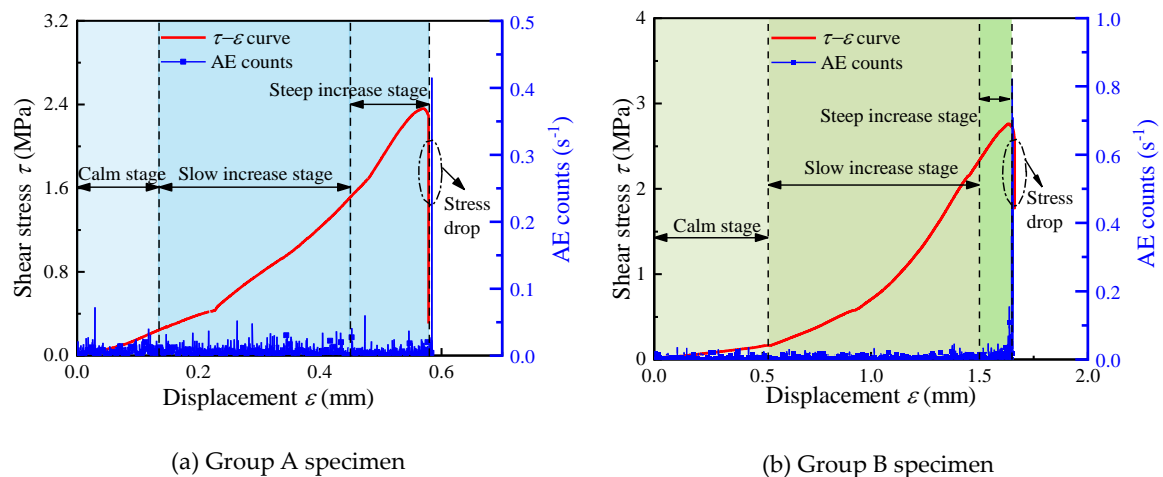 3.2
2.4
1.6
0.8
0.0
Shear stress τ (MPa)
τ−ε curve
AE counts
Steep increase stage
Calm stage
Slow increase stage
Stress
drop
0.5
0.4
0.3
0.2
0.1
0.0
AE counts (s⁻¹)
0.0
0.2
0.4
0.6
Displacement ε (mm)
(a) Group A specimen
4
3
2
1
0
Shear stress τ (MPa)
τ−ε curve
AE counts
Steep increase stage
Slow increase stage
Calm stage
Stress
drop
1.0
0.8
0.6
0.4
0.2
0.0
AE counts (s⁻¹)
0.0
0.5
1.0
1.5
2.0
Displacement ε (mm)
(b) Group B specimen